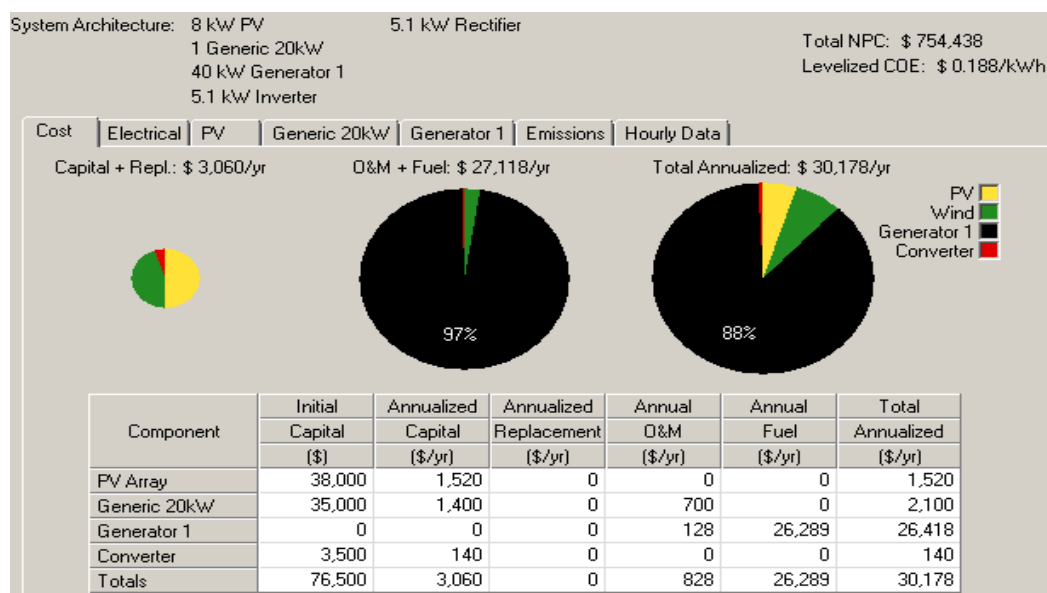 System Architecture: 8 kW PV 5.1 kW Rectifier
1 Generic 20kW
40 kW Generator 1
5.1 kW Inverter
Total NPC: $ 754,438
Levelized COE: $ 0.188/kWh
Cost Electrical PV Generic 20kW Generator 1 Emissions Hourly Data
Capital + Repl.: $ 3,060/yr O&M + Fuel: $ 27,118/yr Total Annualized: $ 30,178/yr
PV
Wind
Generator 1
Converter
97% 88%
Initial Annualized Annualized Annual Annual Total
Component Capital Capital Replacement O&M Fuel Annualized
($) ($/yr) ($/yr) ($/yr) ($/yr) ($/yr)
PV Array 38,000 1,520 0 0 0 1,520
Generic 20kW 35,000 1,400 0 700 0 2,100
Generator 1 0 0 0 128 26,289 26,418
Converter 3,500 140 0 0 0 140
Totals 76,500 3,060 0 828 26,289 30,178